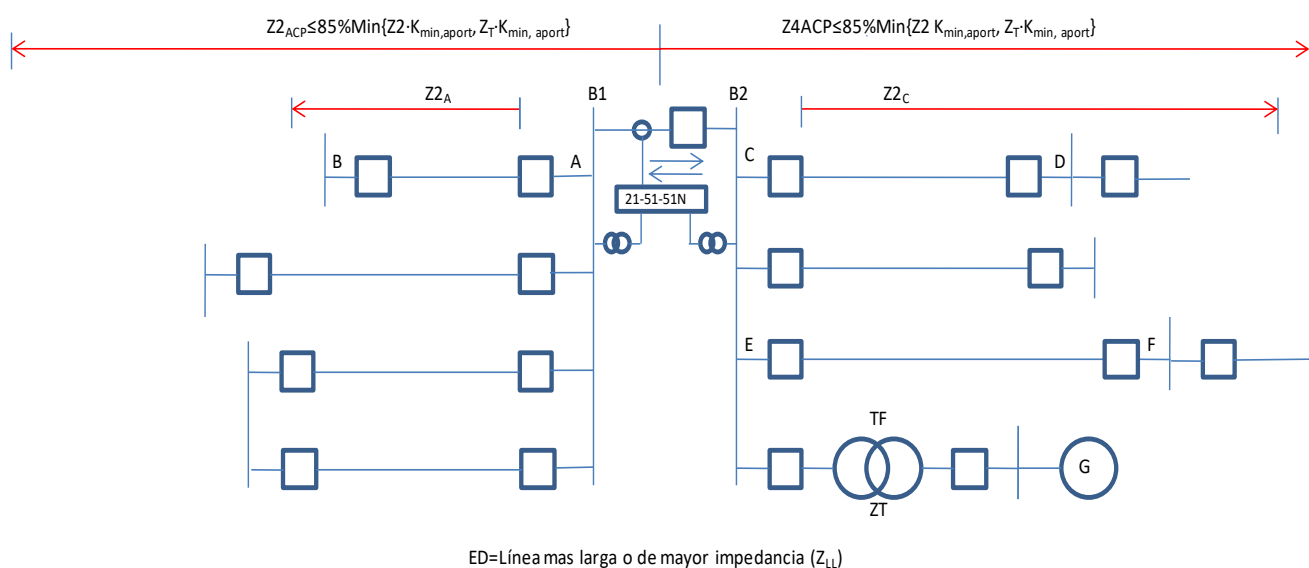 Z2ACP≤85%Min{Z2·Kmin,aport, ZT·Kmin, aport}
Z4ACP≤85%Min{Z2 Kmin,aport, ZT·Kmin, aport}
Z2A
B1
B2
Z2C
B
A
C
D
21-51-51N
E
F
TF
G
ZT
ED=Línea mas larga o de mayor impedancia (ZLL)